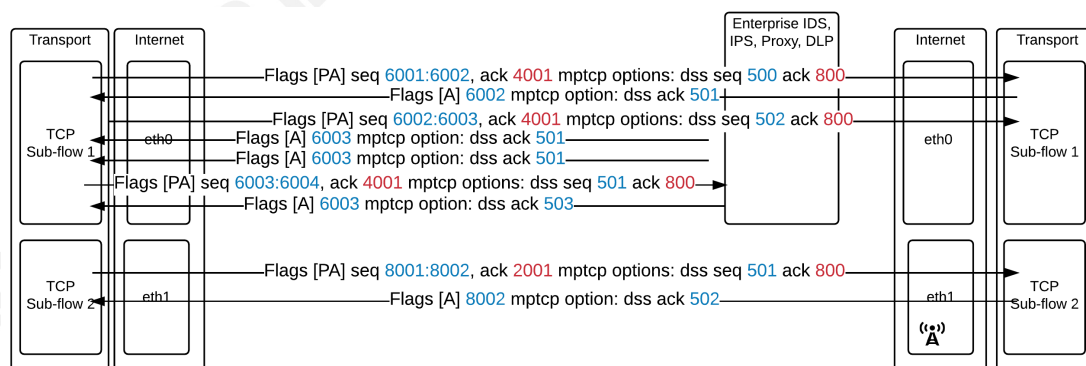 Transport
Internet
Enterprise IDS,
IPS, Proxy, DLP
Internet
Transport
Flags [PA] seq 6001:6002, ack 4001 mptcp options: dss seq 500 ack 800
Flags [A] 6002 mptcp option: dss ack 501
Flags [PA] seq 6002:6003, ack 4001 mptcp options: dss seq 502 ack 800
TCP
Sub-flow 1
eth0
Flags [A] 6003 mptcp option: dss ack 501
Flags [A] 6003 mptcp option: dss ack 501
eth0
TCP
Sub-flow 1
Flags [PA] seq 6003:6004, ack 4001 mptcp options: dss seq 501 ack 800
Flags [A] 6003 mptcp option: dss ack 503
Flags [PA] seq 8001:8002, ack 2001 mptcp options: dss seq 501 ack 800
TCP
Sub-flow 2
eth1
Flags [A] 8002 mptcp option: dss ack 502
eth1
TCP
Sub-flow 2